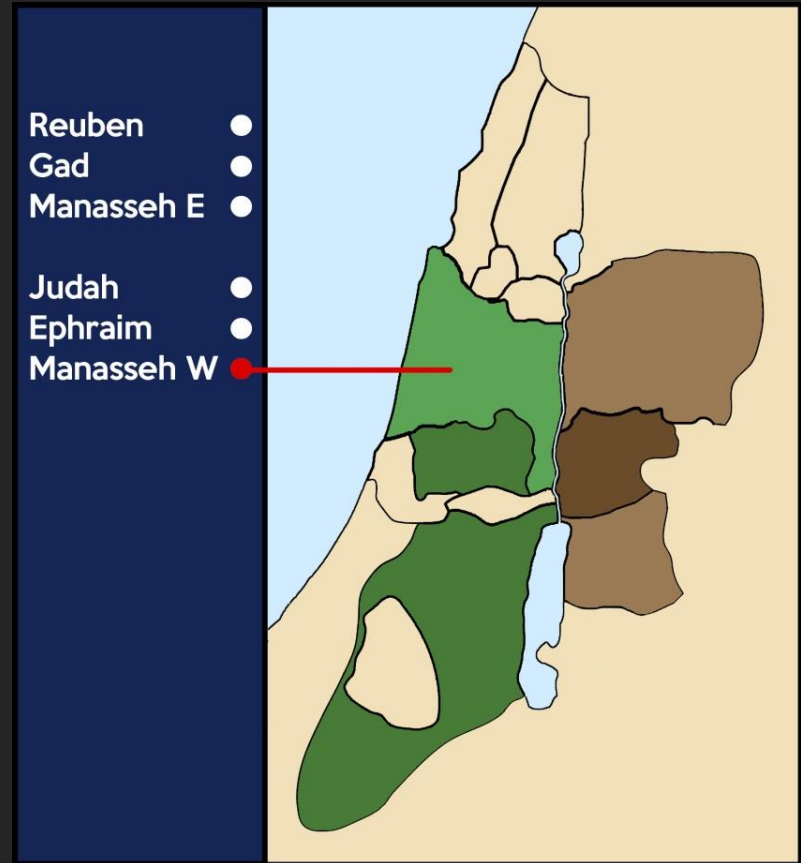 Reuben
Gad
Manasseh E
Judah
Ephraim
Manasseh W